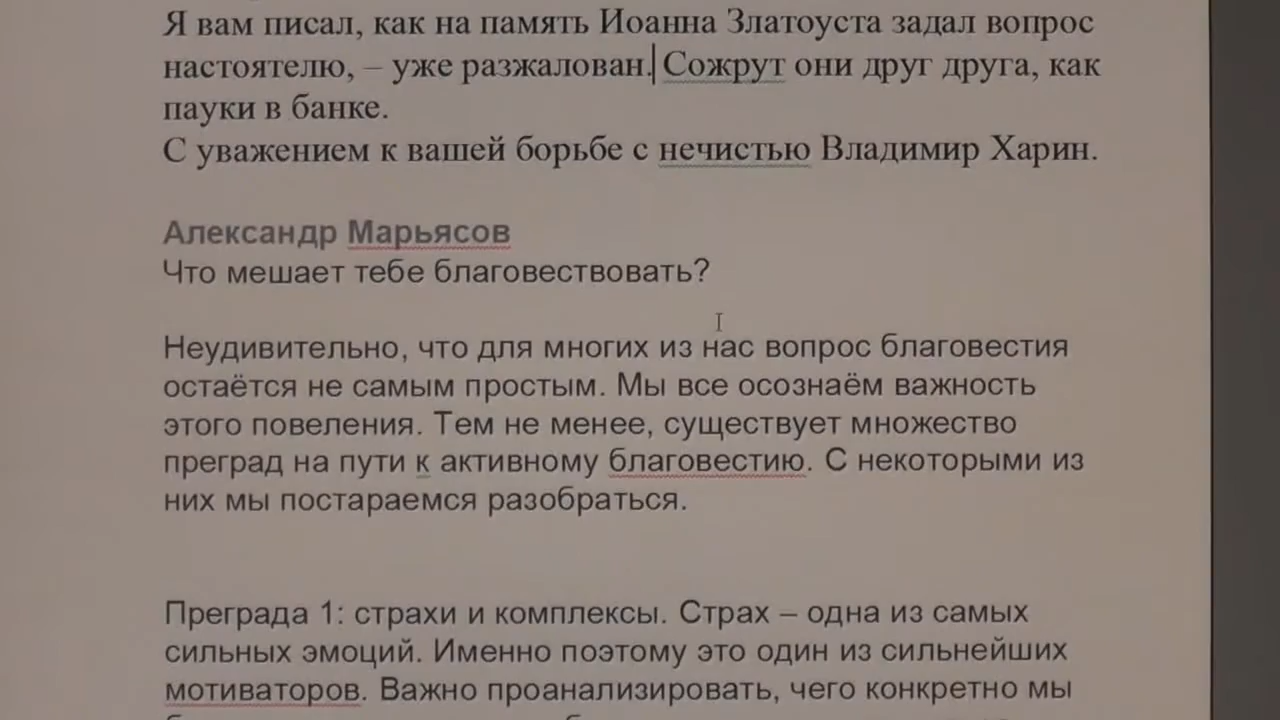 Я вам писал, как на память Иоанна Златоуста задал вопрос
настоятелю, – уже разжалован. Сожрут они друг друга, как
пауки в банке.
С уважением к вашей борьбе с нечистью Владимир Харин.
Александр Марьясов
Что мешает тебе благовествовать?
Неудивительно, что для многих из нас вопрос благовестия
остаётся не самым простым. Мы все осознаём важность
этого повеления. Тем не менее, существует множество
преград на пути к активному благовестию. С некоторыми из
них мы постараемся разобраться.
Преграда 1: страхи и комплексы. Страх – одна из самых
сильных эмоций. Именно поэтому это один из сильнейших
мотиваторов. Важно проанализировать, чего конкретно мы